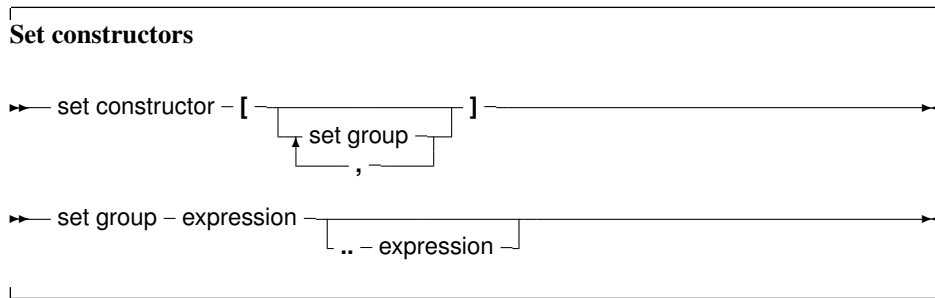 Set constructors
set constructor [ ]
set group
,
set group expression
.. expression